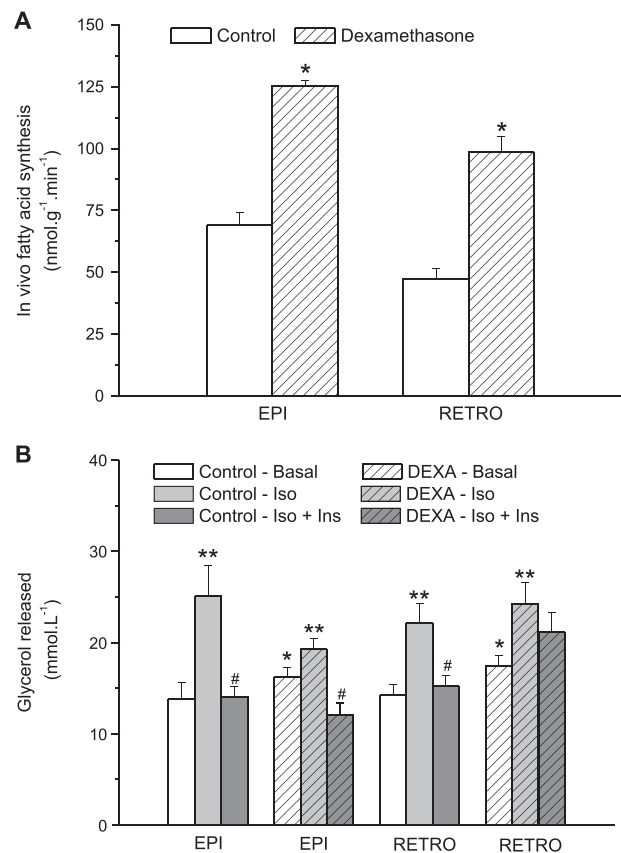 A
150
125
100
75
50
25
0
In vivo fatty acid synthesis
(nmol.g⁻¹.min⁻¹)
Control
Dexamethasone
*
*
EPI
RETRO
B
40
30
20
10
0
Glycerol released
(mmol.L⁻¹)
Control - Basal
DEXA - Basal
Control - Iso
DEXA - Iso
Control - Iso + Ins
DEXA - Iso + Ins
**
#
*
**
#
**
#
*
**
EPI
EPI
RETRO
RETRO